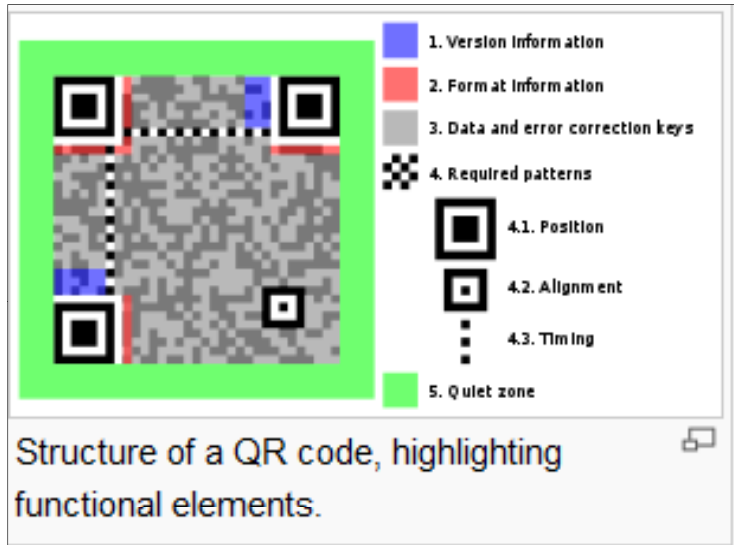 1. Version information
2. Format information
3. Data and error correction keys
4. Required patterns
4.1. Position
4.2. Alignment
4.3. Timing
5. Quiet zone
Structure of a QR code, highlighting
functional elements.